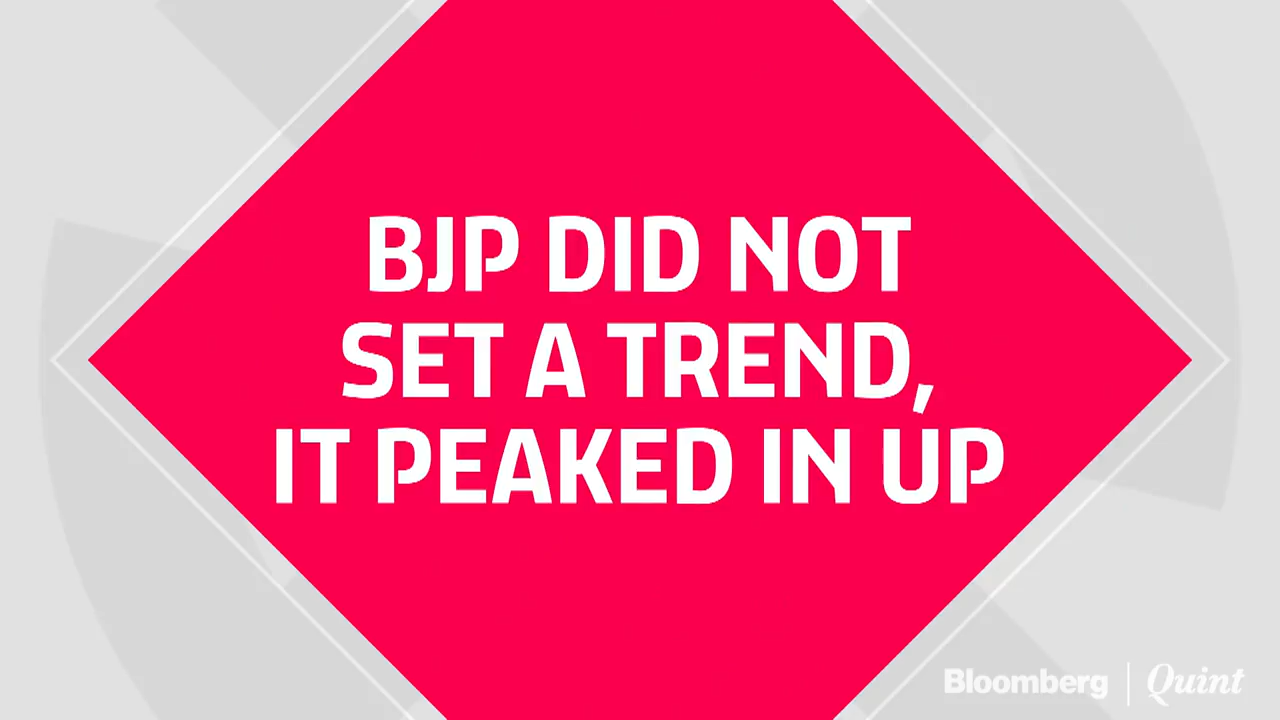 BJP DID NOT
SET A TREND,
IT PEAKED IN UP
Bloomberg | Quint